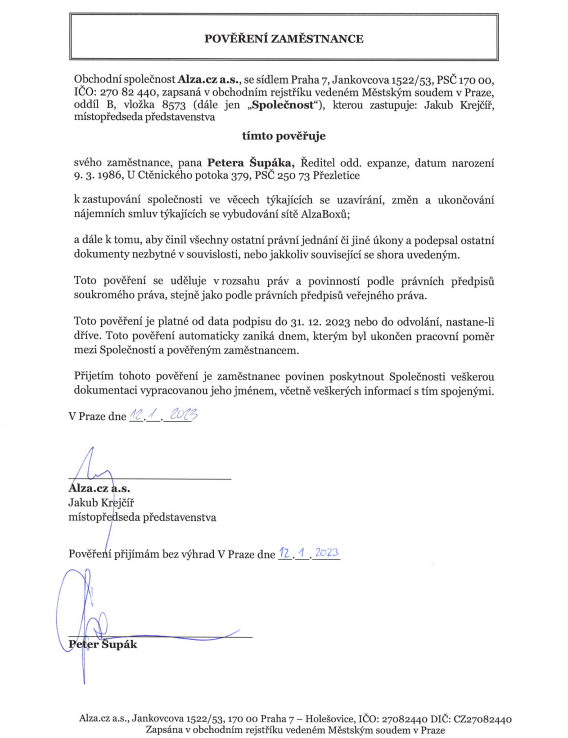 POVĚŘENÍ ZAMĚSTNANCE
Obchodní společnost Alza.cz a.s., se sídlem Praha 7, Jankovcova 1522/53, PSČ 170 00,
IČO: 270 82 440, zapsaná v obchodním rejstříku vedeném Městským soudem v Praze,
oddíl B, vložka 8573 (dále jen „Společnost“), kterou zastupuje: Jakub Krejčíř,
místopředseda představenstva
tímto pověřuje
svého zaměstnance, pana Petera Šupáka, Ředitel odd. expanze, datum narození
9. 3. 1986, U Ctěnického potoka 379, PSČ 250 73 Přezletice
k zastupování společnosti ve věcech týkajících se uzavírání, změn a ukončování
nájemních smluv týkajících se vybudování sítě AlzaBoxů;
a dále k tomu, aby činil všechny ostatní právní jednání či jiné úkony a podepsal ostatní
dokumenty nezbytné v souvislosti, nebo jakkoliv související se shora uvedeným.
Toto pověření se uděluje v rozsahu práv a povinností podle právních předpisů
soukromého práva, stejně jako podle právních předpisů veřejného práva.
Toto pověření je platné od data podpisu do 31. 12. 2023 nebo do odvolání, nastane-li
dříve. Toto pověření automaticky zaniká dnem, kterým byl ukončen pracovní poměr
mezi Společností a pověřeným zaměstnancem.
Přijetím tohoto pověření je zaměstnanec povinen poskytnout Společnosti veškerou
dokumentaci vypracovanou jeho jménem, včetně veškerých informací s tím spojenými.
V Praze dne 12. 1. 2023
Alza.cz a.s.
Jakub Krejčíř
místopředseda představenstva
Pověření přijímám bez výhrad V Praze dne 12. 1. 2023
Peter Šupák
Alza.cz a.s., Jankovcova 1522/53, 170 00 Praha 7 – Holešovice, IČO: 27082440 DIČ: CZ27082440
Zapsána v obchodním rejstříku vedeném Městským soudem v Praze